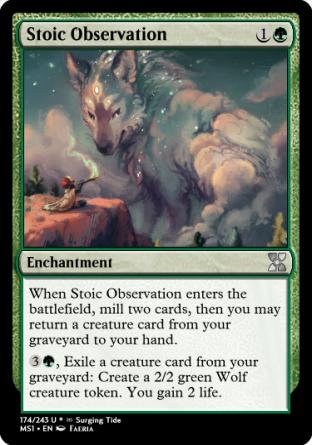 Stoic Observation 1
Enchantment
When Stoic Observation enters the
battlefield, mill two cards, then you may
return a creature card from your
graveyard to your hand.
3, Exile a creature card from your
graveyard: Create a 2/2 green Wolf
creature token. You gain 2 life.
174/243 U * ∞ Surging Tide
MS1 • EN Faeria